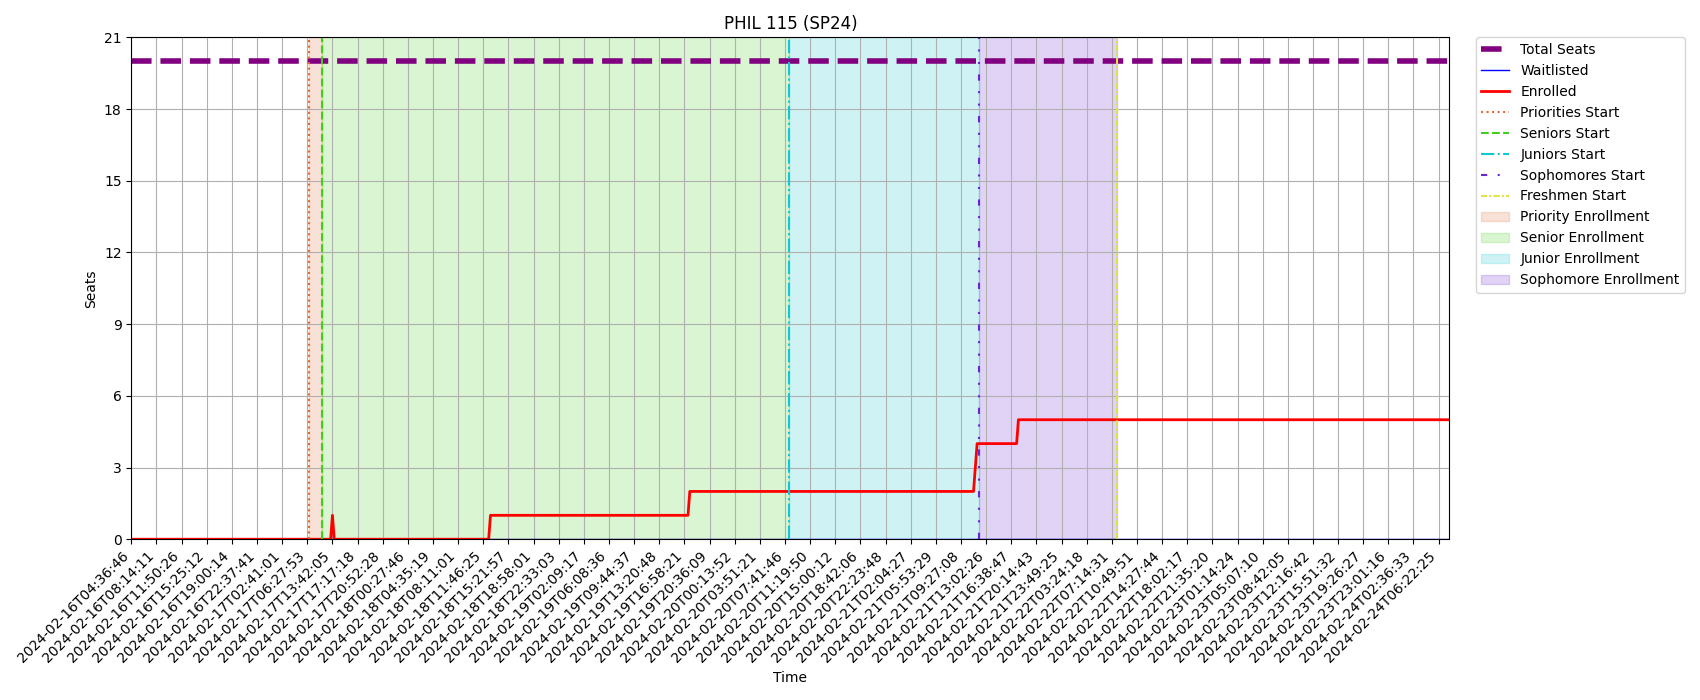 PHIL 115 (SP24)
21
18
15
12
9
6
3
0
Seats
2024-02-16T04:36:46
2024-02-16T08:14:11
2024-02-16T11:50:26
2024-02-16T15:25:12
2024-02-16T19:00:14
2024-02-16T22:37:41
2024-02-17T02:41:01
2024-02-17T06:27:53
2024-02-17T13:42:05
2024-02-17T17:17:18
2024-02-17T20:52:28
2024-02-18T00:27:46
2024-02-18T04:35:19
2024-02-18T08:11:01
2024-02-18T11:46:25
2024-02-18T15:21:57
2024-02-18T18:58:01
2024-02-18T22:33:03
2024-02-19T02:09:17
2024-02-19T06:08:36
2024-02-19T09:44:37
2024-02-19T13:20:48
2024-02-19T16:58:21
2024-02-19T20:36:09
2024-02-20T00:13:52
2024-02-20T03:51:21
2024-02-20T07:41:46
2024-02-20T11:19:50
2024-02-20T15:00:12
2024-02-20T18:42:06
2024-02-20T22:23:48
2024-02-21T02:04:27
2024-02-21T05:53:29
2024-02-21T09:27:08
2024-02-21T13:02:26
2024-02-21T16:38:47
2024-02-21T20:14:43
2024-02-21T23:49:25
2024-02-22T03:24:18
2024-02-22T07:14:31
2024-02-22T10:49:51
2024-02-22T14:27:44
2024-02-22T18:02:17
2024-02-22T21:35:20
2024-02-23T01:14:24
2024-02-23T05:07:10
2024-02-23T08:42:05
2024-02-23T12:16:42
2024-02-23T15:51:32
2024-02-23T19:26:27
2024-02-23T23:01:16
2024-02-24T02:36:33
2024-02-24T06:22:25
Time
Total Seats
Waitlisted
Enrolled
Priorities Start
Seniors Start
Juniors Start
Sophomores Start
Freshmen Start
Priority Enrollment
Senior Enrollment
Junior Enrollment
Sophomore Enrollment